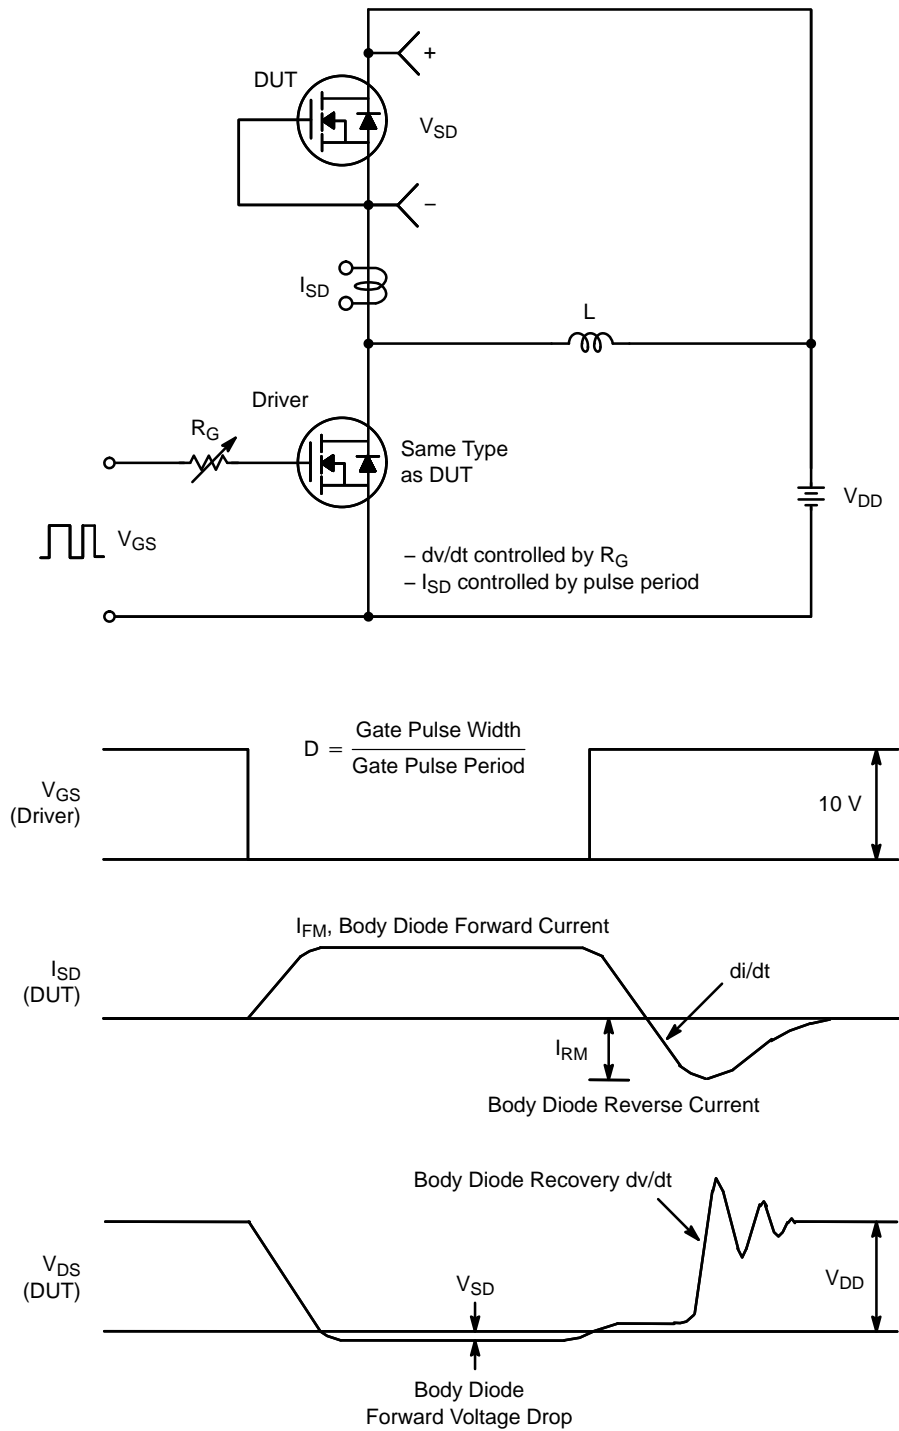 +
DUT
V_SD
–
I_SD
L
Driver
R_G
Same Type
as DUT
V_DD
V_GS
– dv/dt controlled by R_G
– I_SD controlled by pulse period
D = Gate Pulse Width
Gate Pulse Period
V_GS
(Driver)
10 V
I_FM, Body Diode Forward Current
I_SD
(DUT)
di/dt
I_RM
Body Diode Reverse Current
Body Diode Recovery dv/dt
V_DS
(DUT)
V_SD
V_DD
Body Diode
Forward Voltage Drop